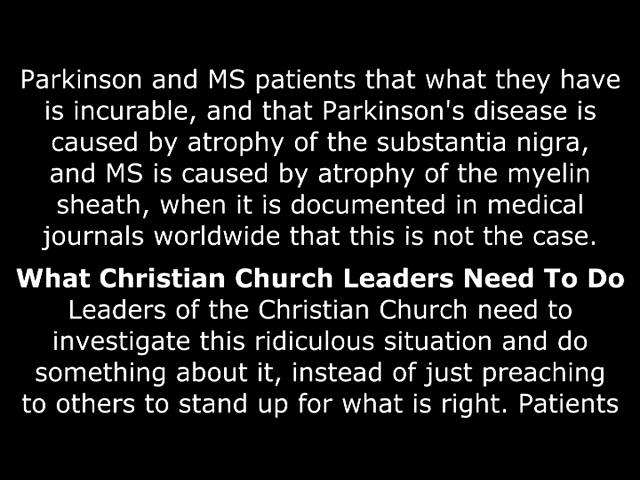 Parkinson and MS patients that what they have
is incurable, and that Parkinson's disease is
caused by atrophy of the substantia nigra,
and MS is caused by atrophy of the myelin
sheath, when it is documented in medical
journals worldwide that this is not the case.
What Christian Church Leaders Need To Do
Leaders of the Christian Church need to
investigate this ridiculous situation and do
something about it, instead of just preaching
to others to stand up for what is right. Patients